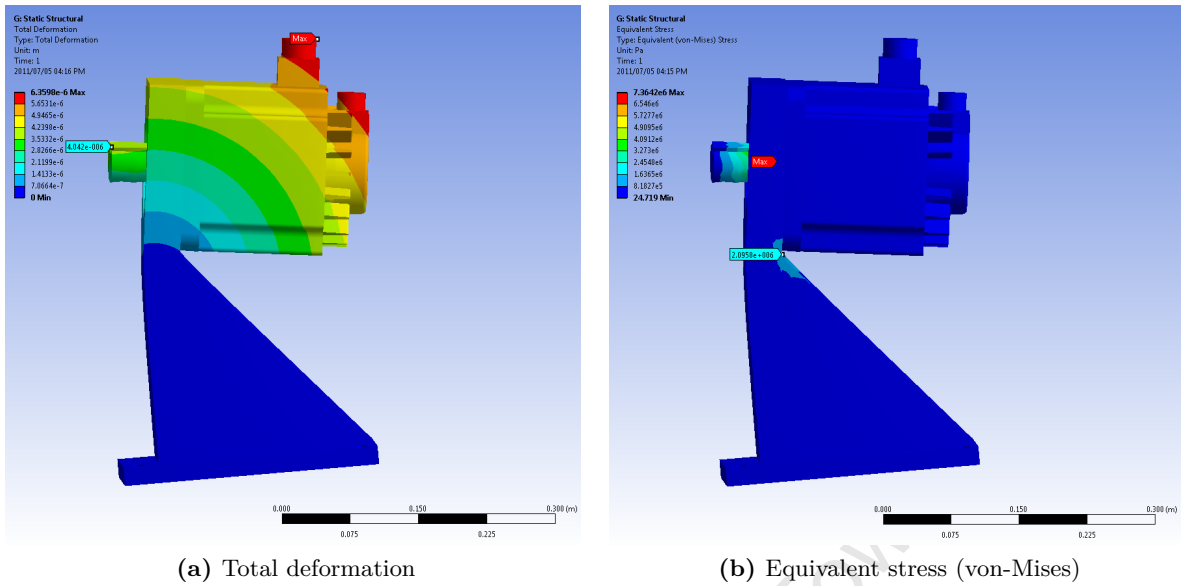 G: Static Structural
Total Deformation
Type: Total Deformation
Unit: m
Time: 1
2011/07/05 04:16 PM
6.3598e-6 Max
5.6531e-6
4.9465e-6
4.2398e-6
3.5332e-6
2.8266e-6
2.1199e-6
1.4133e-6
7.0664e-7
0 Min
Max
4.042e-006
0.000
0.150
0.300 (m)
0.075
0.225
(a) Total deformation
G: Static Structural
Equivalent Stress
Type: Equivalent (von-Mises) Stress
Unit: Pa
Time: 1
2011/07/05 04:15 PM
7.3642e6 Max
6.546e6
5.7277e6
4.9095e6
4.0912e6
3.273e6
2.4548e6
1.6365e6
8.1827e5
24.719 Min
Max
2.0958e+006
0.000
0.150
0.300 (m)
0.075
0.225
(b) Equivalent stress (von-Mises)